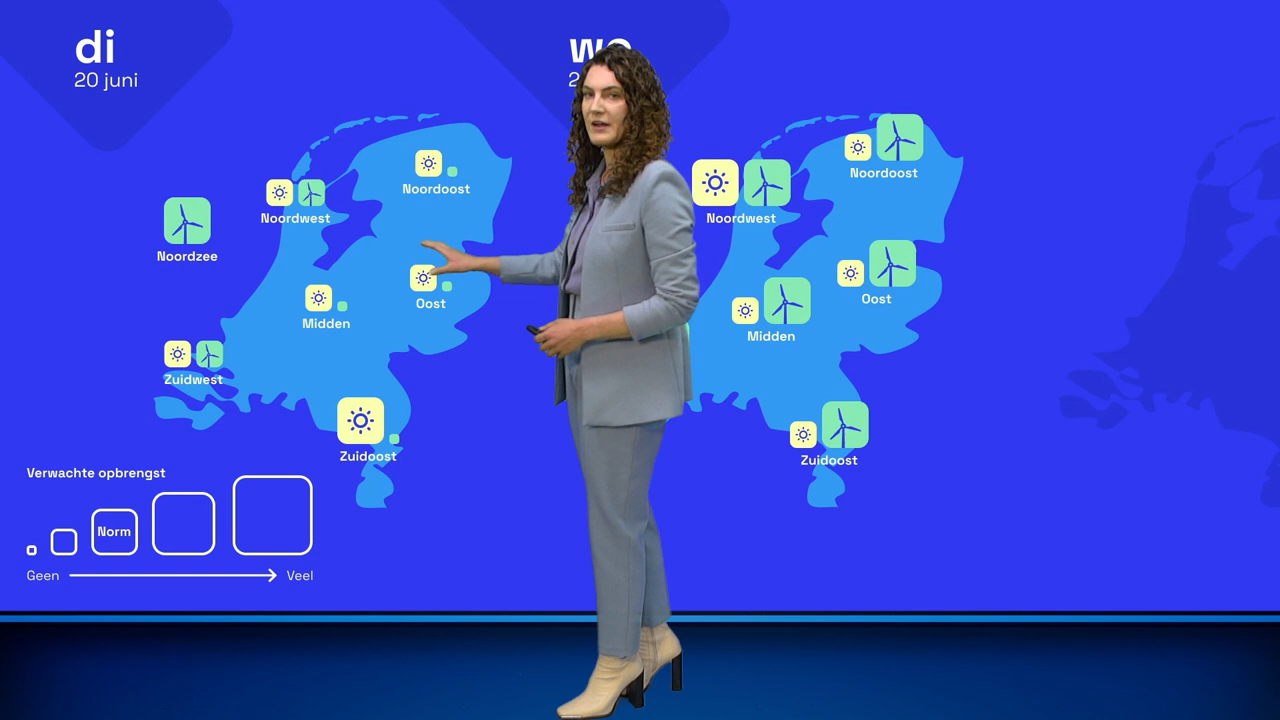 di
20 juni
Noordoost
Noordwest
Noordzee
Oost
Midden
Zuidwest
Zuidoost
Verwachte opbrengst
Norm
Geen
Veel
Noordoost
Noordwest
Oost
Midden
Zuidoost